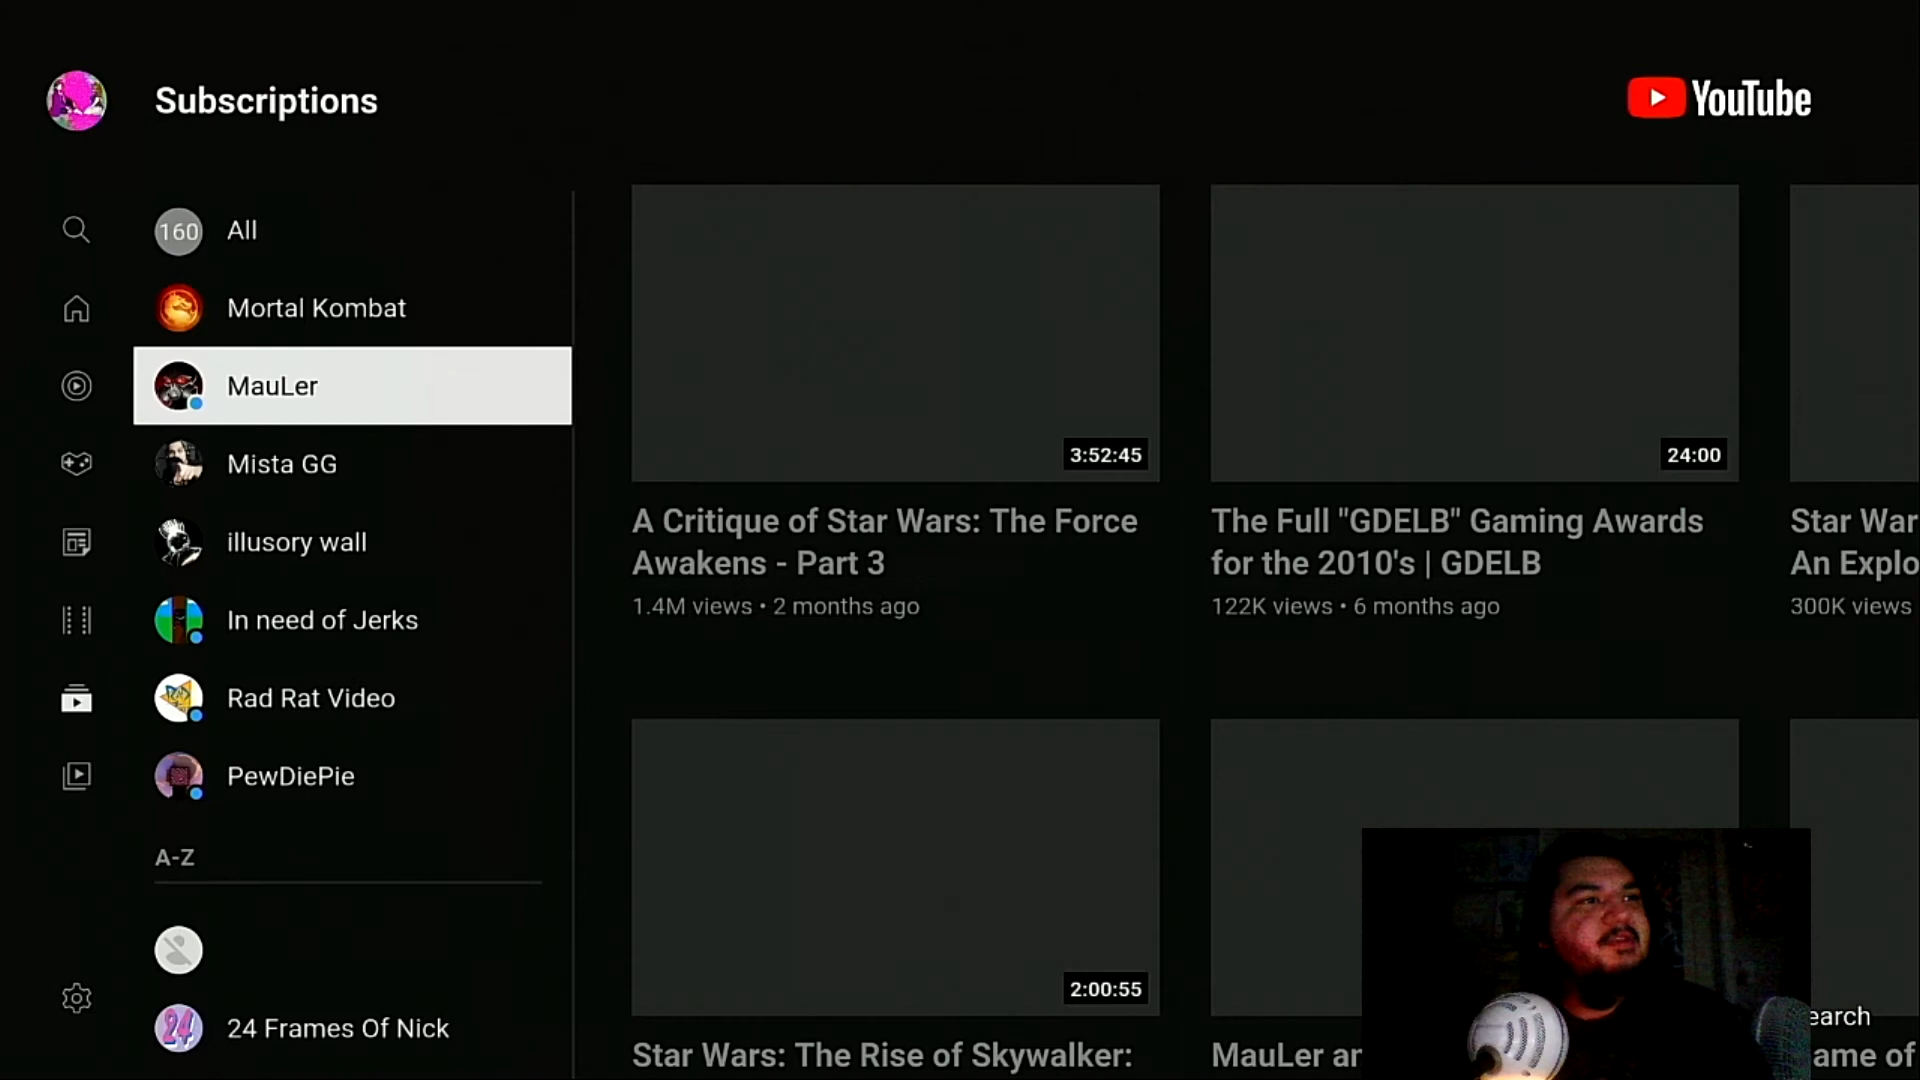 Subscriptions
YouTube
160 All
Mortal Kombat
MauLer
Mista GG
illusory wall
In need of Jerks
Rad Rat Video
PewDiePie
A-Z
24 24 Frames Of Nick
3:52:45
A Critique of Star Wars: The Force
Awakens - Part 3
1.4M views • 2 months ago
24:00
The Full "GDELB" Gaming Awards
for the 2010's | GDELB
122K views • 6 months ago
Star War
An Explo
300K views
2:00:55
Star Wars: The Rise of Skywalker:
MauLer ar
earch
ame of